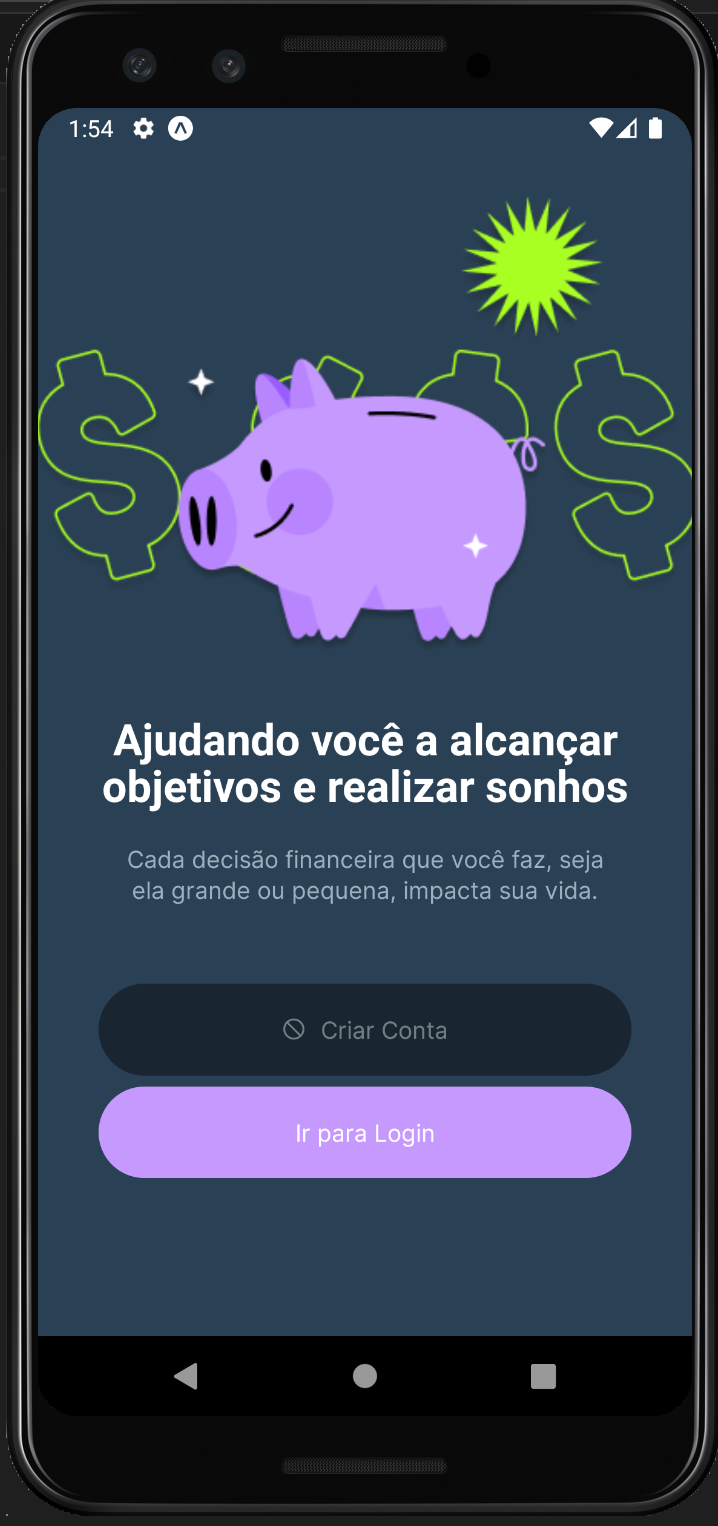 1:54
Ajudando você a alcançar
objetivos e realizar sonhos
Cada decisão financeira que você faz, seja
ela grande ou pequena, impacta sua vida.
Criar Conta
Ir para Login